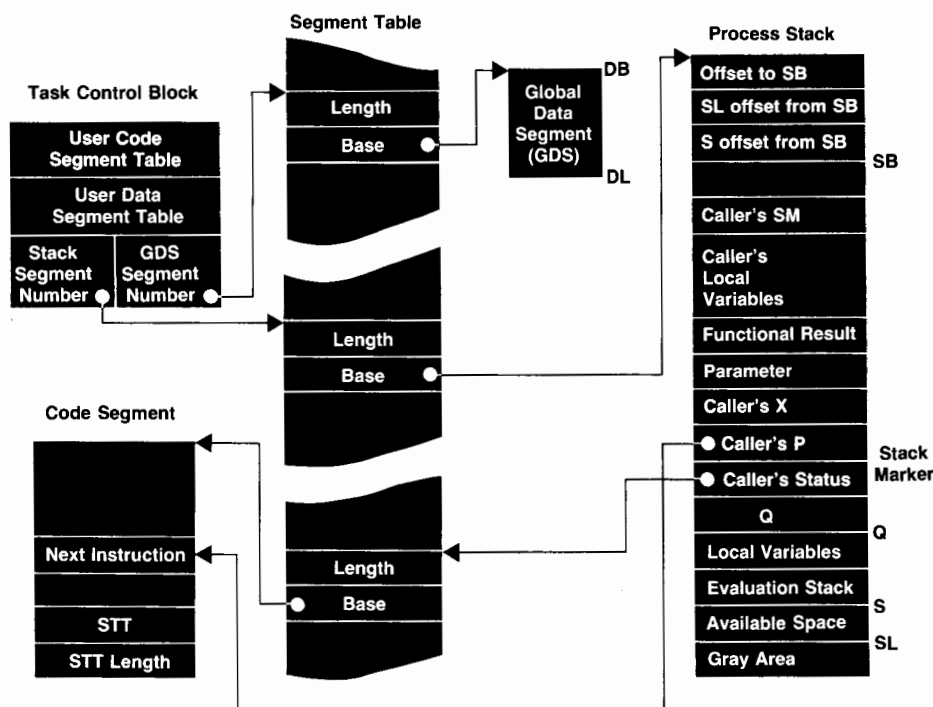 Segment Table
Process Stack
Task Control Block
User Code
Segment Table
User Data
Segment Table
Stack
Segment
Number
GDS
Segment
Number
Length
Base
DB
Global
Data
Segment
(GDS)
DL
Length
Base
Code Segment
Next Instruction
STT
STT Length
Length
Base
Offset to SB
SL offset from SB
S offset from SB
SB
Caller's SM
Caller's
Local
Variables
Functional Result
Parameter
Caller's X
Caller's P
Stack
Marker
Caller's Status
Q
Q
Local Variables
Evaluation Stack
S
Available Space
SL
Gray Area